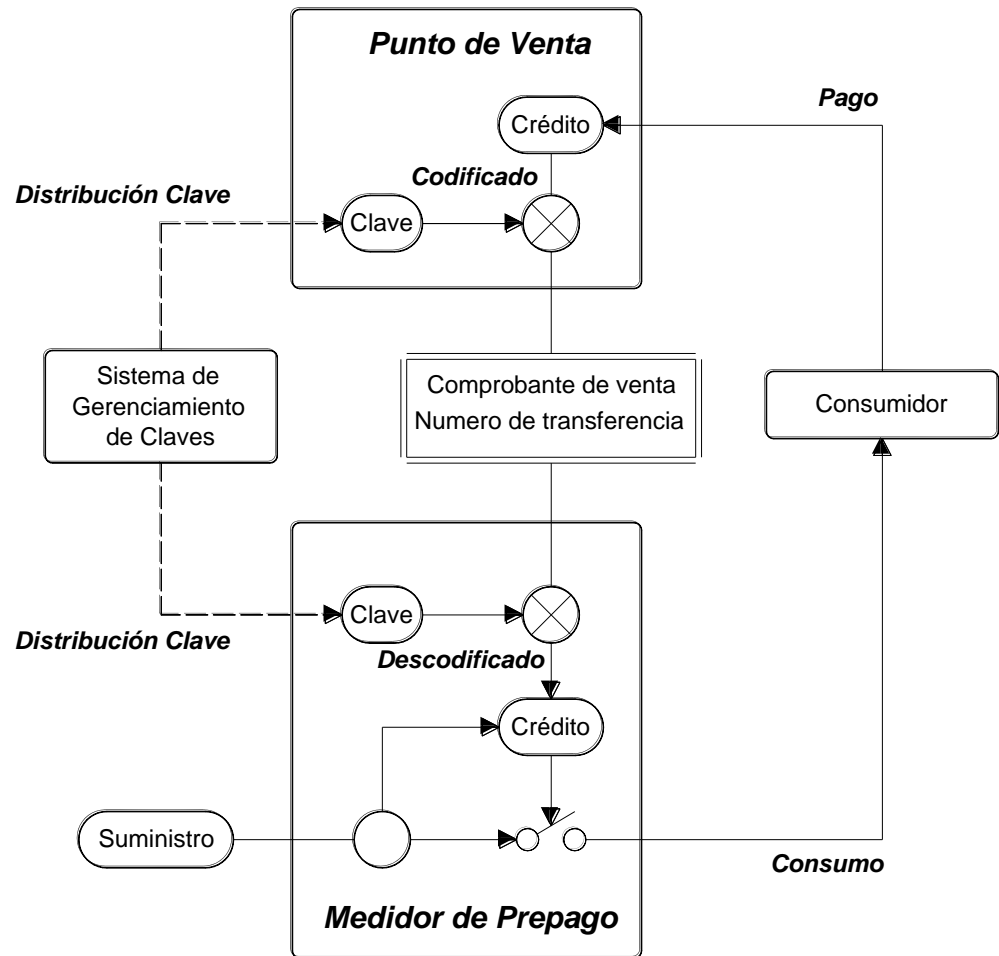 Punto de Venta
Pago
Crédito
Codificado
Distribución Clave
Clave
Sistema de
Gerenciamiento
de Claves
Comprobante de venta
Numero de transferencia
Consumidor
Clave
Distribución Clave
Descodificado
Crédito
Suministro
Consumo
Medidor de Prepago